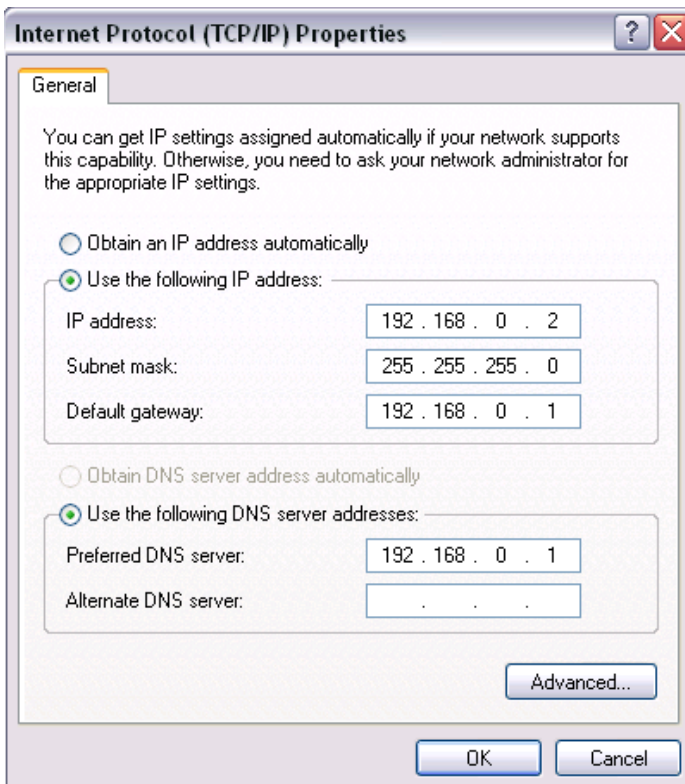 Internet Protocol (TCP/IP) Properties
General
You can get IP settings assigned automatically if your network supports
this capability. Otherwise, you need to ask your network administrator for
the appropriate IP settings.
Obtain an IP address automatically
Use the following IP address:
IP address: 192 . 168 . 0 . 2
Subnet mask: 255 . 255 . 255 . 0
Default gateway: 192 . 168 . 0 . 1
Obtain DNS server address automatically
Use the following DNS server addresses:
Preferred DNS server: 192 . 168 . 0 . 1
Alternate DNS server: . . .
Advanced...
OK Cancel